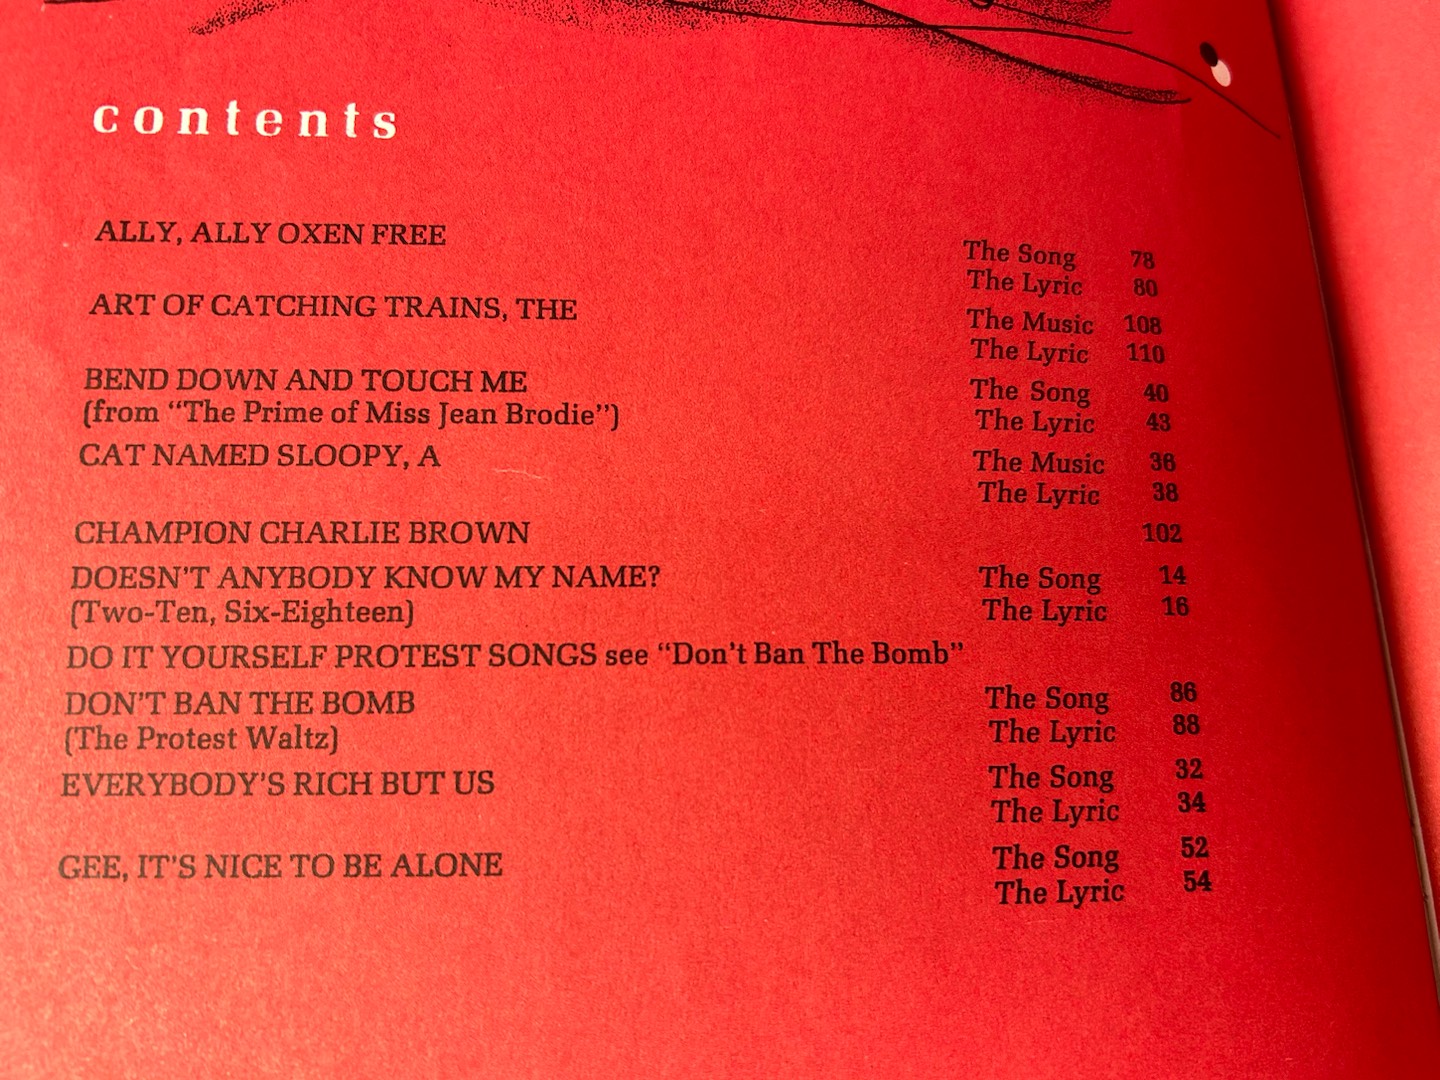 contents
ALLY, ALLY OXEN FREE The Song 78
The Lyric 80
ART OF CATCHING TRAINS, THE The Music 108
The Lyric 110
BEND DOWN AND TOUCH ME The Song 40
(from “The Prime of Miss Jean Brodie”) The Lyric 43
CAT NAMED SLOOPY, A The Music 36
The Lyric 38
CHAMPION CHARLIE BROWN 102
DOESN'T ANYBODY KNOW MY NAME? The Song 14
(Two-Ten, Six-Eighteen) The Lyric 16
DO IT YOURSELF PROTEST SONGS see “Don't Ban The Bomb”
DON'T BAN THE BOMB The Song 86
(The Protest Waltz) The Lyric 88
EVERYBODY'S RICH BUT US The Song 32
The Lyric 34
GEE, IT'S NICE TO BE ALONE The Song 52
The Lyric 54